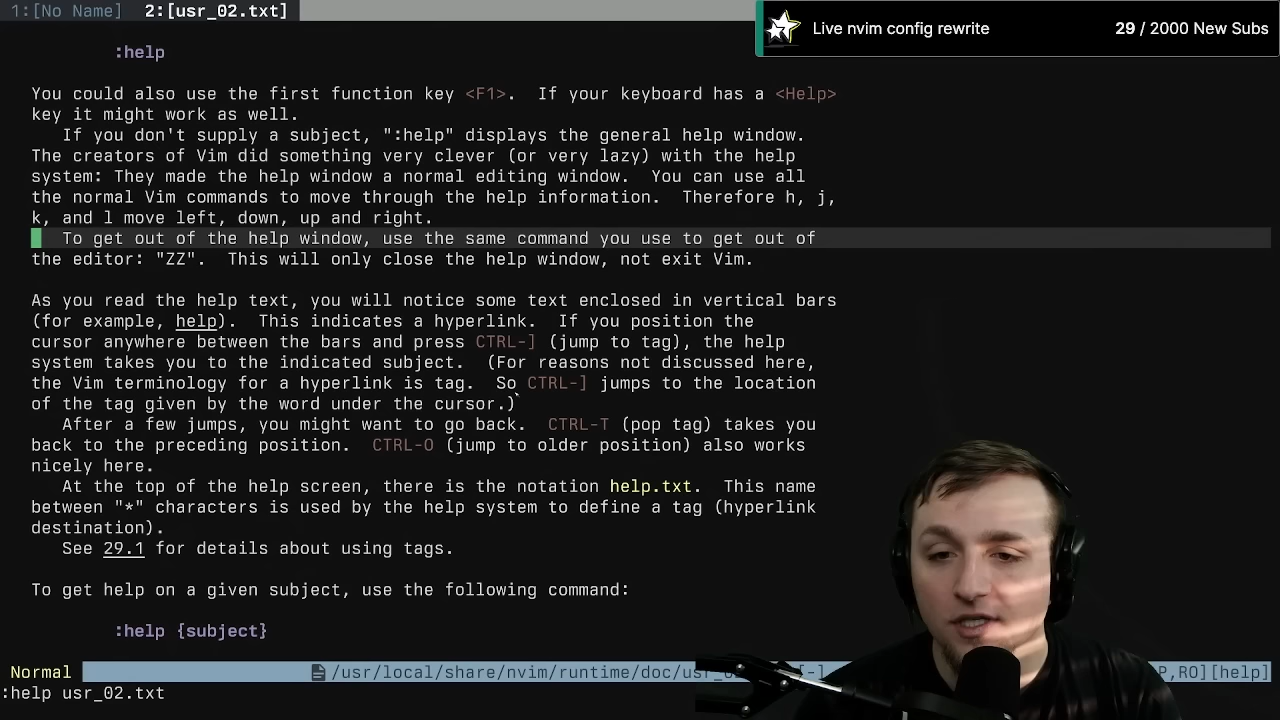 1:[No Name]  2:[usr_02.txt]
Live nvim config rewrite 29 / 2000 New Subs
:help
You could also use the first function key <F1>.  If your keyboard has a <Help>
key it might work as well.
If you don't supply a subject, ":help" displays the general help window.
The creators of Vim did something very clever (or very lazy) with the help
system: They made the help window a normal editing window.  You can use all
the normal Vim commands to move through the help information.  Therefore h, j,
k, and l move left, down, up and right.
To get out of the help window, use the same command you use to get out of
the editor: "ZZ".  This will only close the help window, not exit Vim.
As you read the help text, you will notice some text enclosed in vertical bars
(for example, help).  This indicates a hyperlink.  If you position the
cursor anywhere between the bars and press CTRL-] (jump to tag), the help
system takes you to the indicated subject.  (For reasons not discussed here,
the Vim terminology for a hyperlink is tag.  So CTRL-] jumps to the location
of the tag given by the word under the cursor.)
After a few jumps, you might want to go back.  CTRL-T (pop tag) takes you
back to the preceding position.  CTRL-O (jump to older position) also works
nicely here.
At the top of the help screen, there is the notation help.txt.  This name
between "*" characters is used by the help system to define a tag (hyperlink
destination).
See 29.1 for details about using tags.
To get help on a given subject, use the following command:
:help {subject}
Normal /usr/local/share/nvim/runtime/doc/us [-] P,RO][help]
:help usr_02.txt